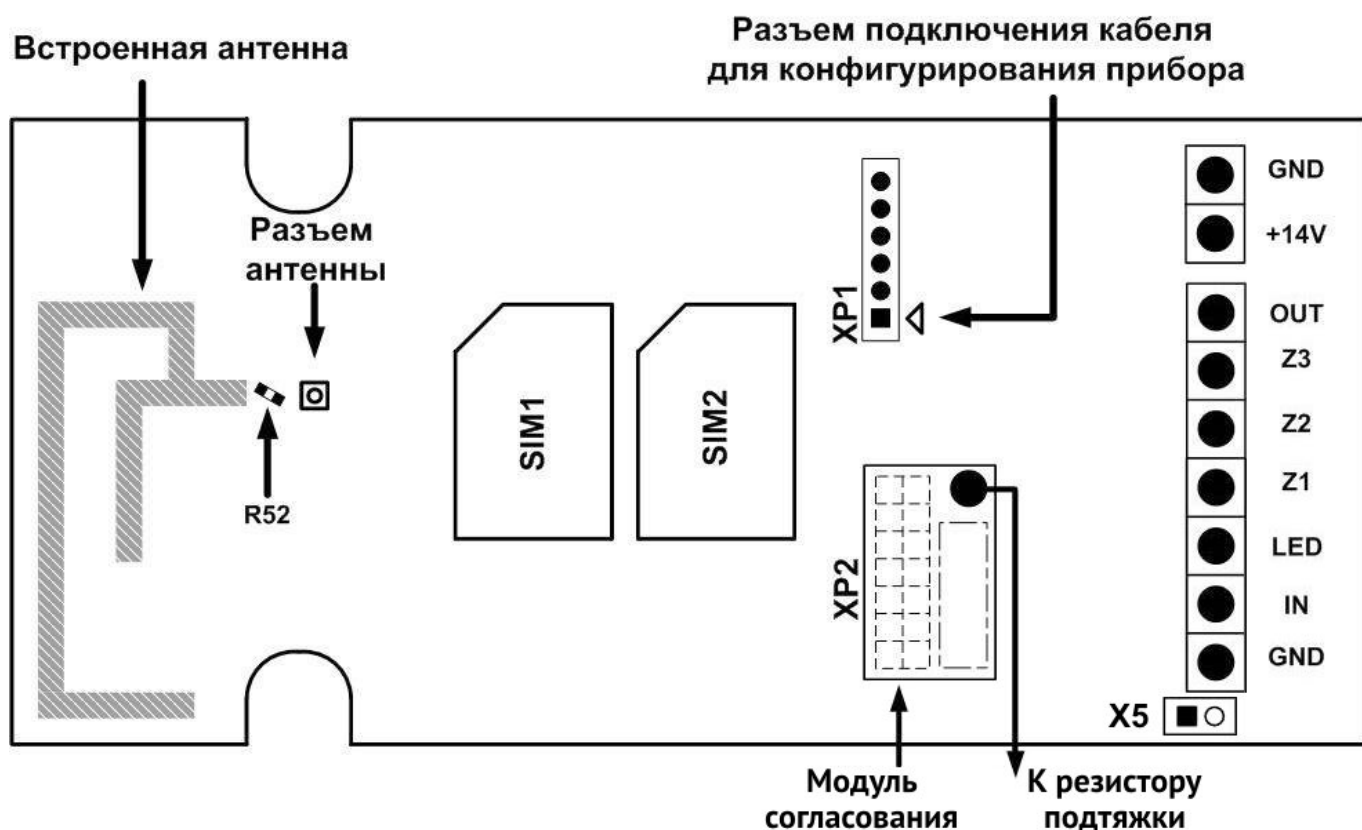 Встроенная антенна
Разъем подключения кабеля
для конфигурирования прибора
Разъем
антенны
R52
SIM1
SIM2
XP1
XP2
GND
+14V
OUT
Z3
Z2
Z1
LED
IN
GND
X5
Модуль
согласования
К резистору
подтяжки